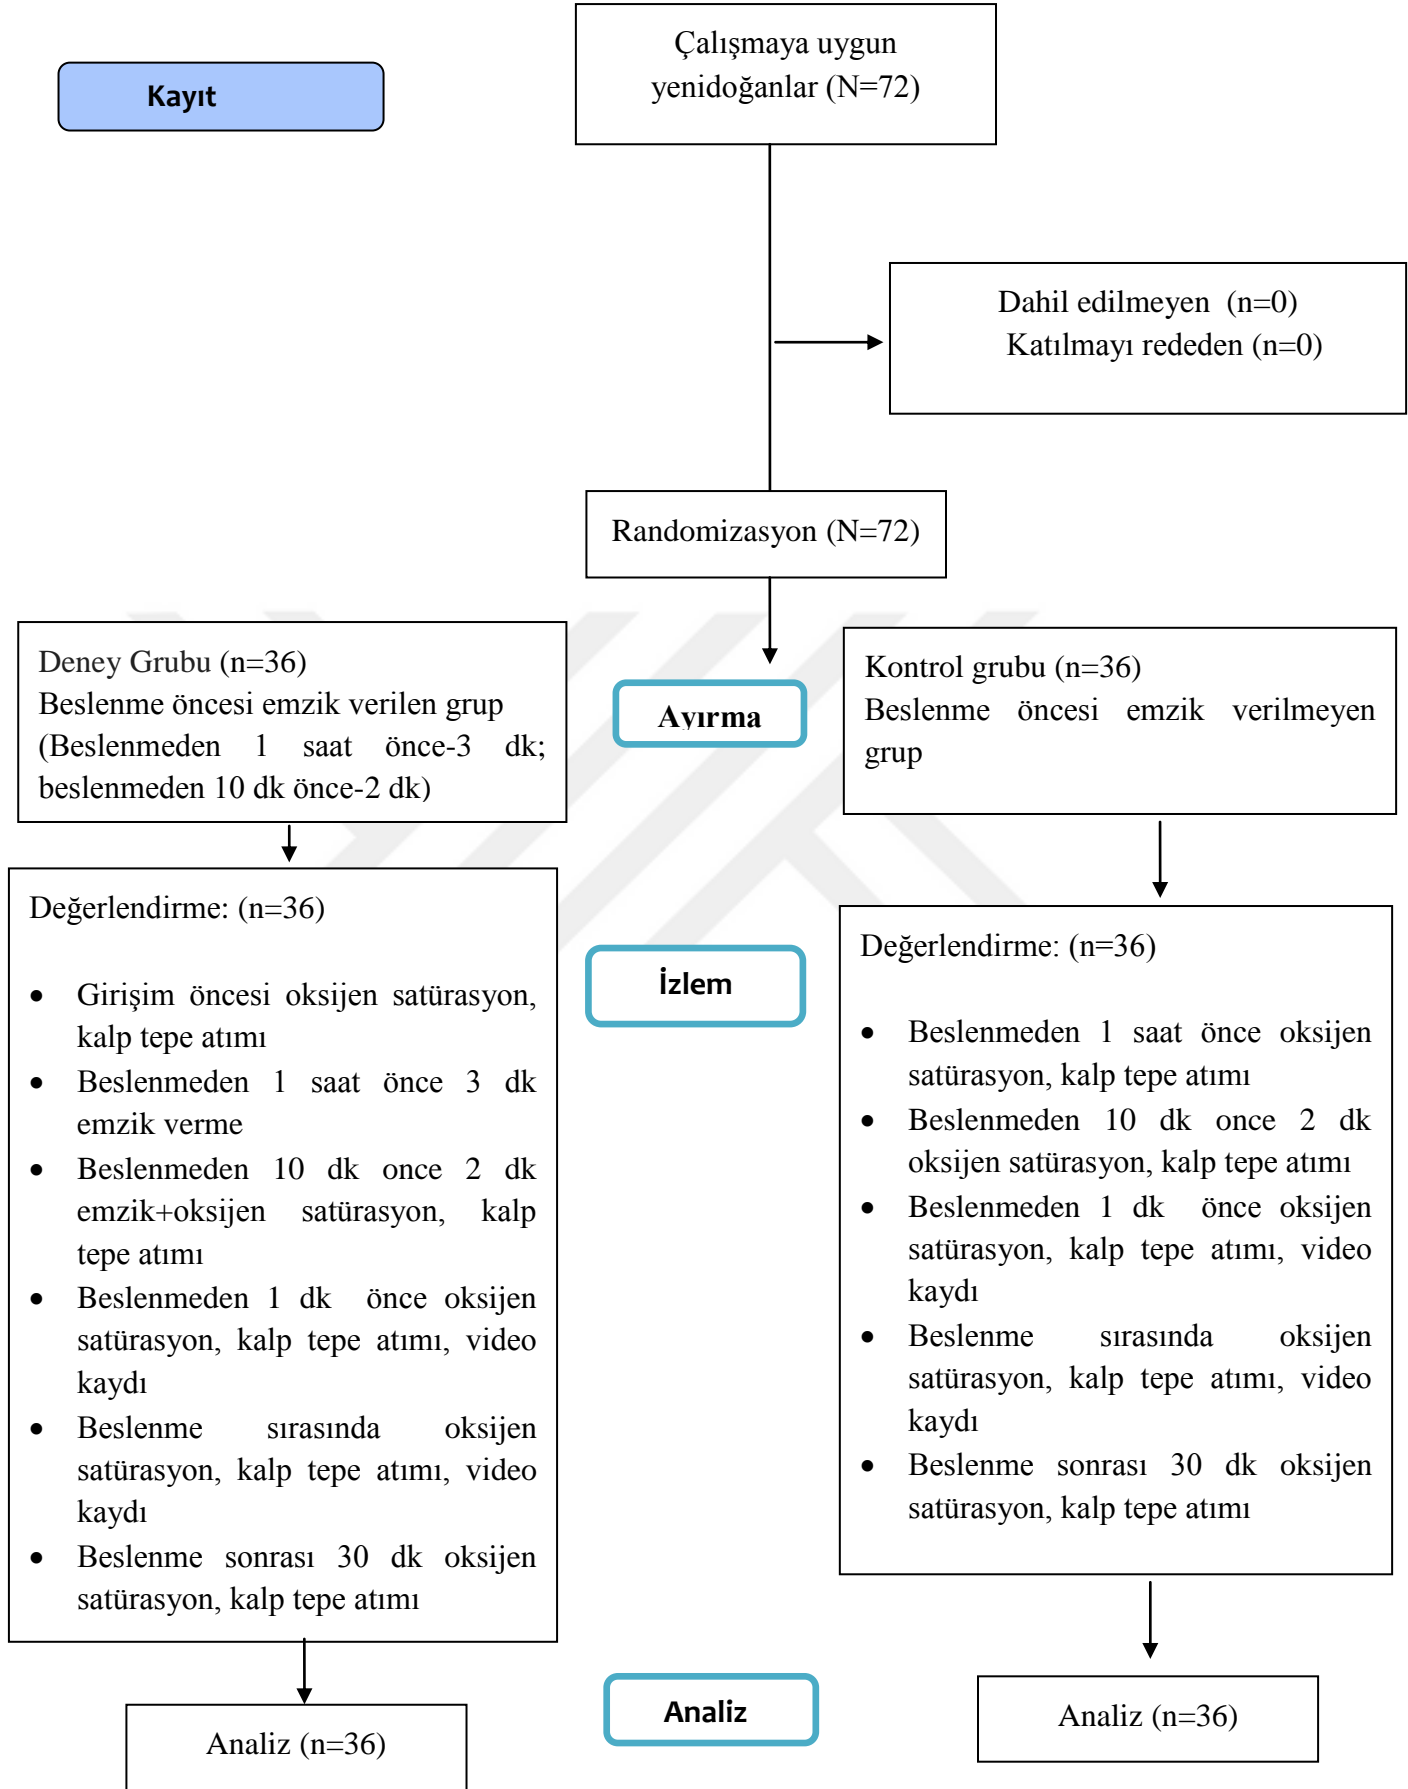 Çalışmaya uygun
yenidoğanlar (N=72)
Kayıt
Dahil edilmeyen (n=0)
Katılmayı rededen (n=0)
Randomizasyon (N=72)
Deney Grubu (n=36)
Beslenme öncesi emzik verilen grup
(Beslenmeden 1 saat önce-3 dk;
beslenmeden 10 dk önce-2 dk)
Ayırma
Kontrol grubu (n=36)
Beslenme öncesi emzik verilmeyen
grup
Değerlendirme: (n=36)
• Girişim öncesi oksijen satürasyon,
kalp tepe atımı
• Beslenmeden 1 saat önce 3 dk
emzik verme
• Beslenmeden 10 dk once 2 dk
emzik+oksijen satürasyon, kalp
tepe atımı
• Beslenmeden 1 dk önce oksijen
satürasyon, kalp tepe atımı, video
kaydı
• Beslenme sırasında oksijen
satürasyon, kalp tepe atımı, video
kaydı
• Beslenme sonrası 30 dk oksijen
satürasyon, kalp tepe atımı
İzlem
Değerlendirme: (n=36)
• Beslenmeden 1 saat önce oksijen
satürasyon, kalp tepe atımı
• Beslenmeden 10 dk once 2 dk
oksijen satürasyon, kalp tepe atımı
• Beslenmeden 1 dk önce oksijen
satürasyon, kalp tepe atımı, video
kaydı
• Beslenme sırasında oksijen
satürasyon, kalp tepe atımı, video
kaydı
• Beslenme sonrası 30 dk oksijen
satürasyon, kalp tepe atımı
Analiz (n=36)
Analiz
Analiz (n=36)